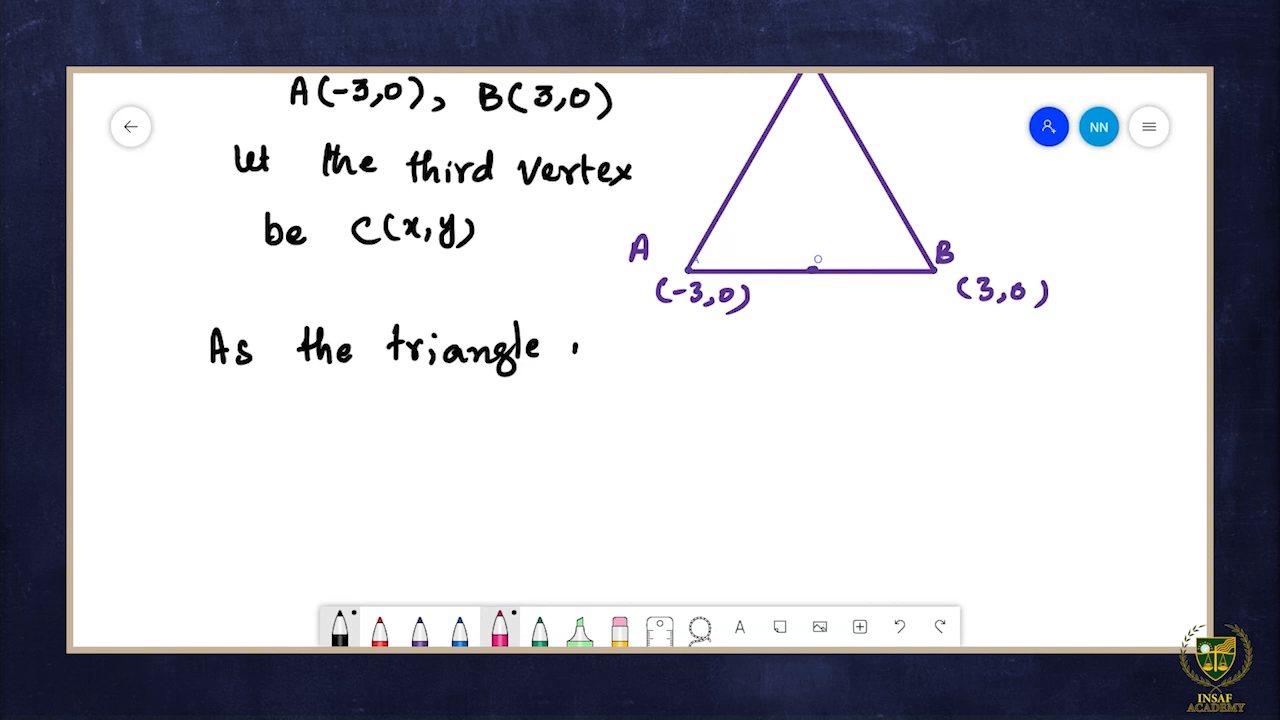 A(-3,0), B(3,0)
let the third vertex
be C(x,y)
A
B
(-3,0)
(3,0)
As the triangle
NN
A
INSAF
ACADEMY